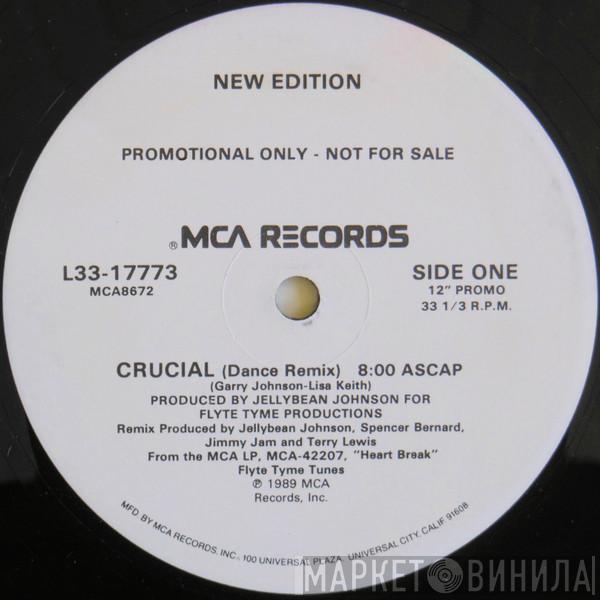 NEW EDITION
PROMOTIONAL ONLY - NOT FOR SALE
® MCA RECORDS
L33-17773
MCA8672
SIDE ONE
12" PROMO
33 1/3 R.P.M.
CRUCIAL (Dance Remix) 8:00 ASCAP
(Garry Johnson-Lisa Keith)
PRODUCED BY JELLYBEAN JOHNSON FOR
FLYTE TYME PRODUCTIONS
Remix Produced by Jellybean Johnson, Spencer Bernard,
Jimmy Jam and Terry Lewis
From the MCA LP, MCA-42207, "Heart Break"
Flyte Tyme Tunes
℗ 1989 MCA
Records, Inc.
MFD. BY MCA RECORDS, INC., 100 UNIVERSAL PLAZA, UNIVERSAL CITY, CALIF. 91608
МАРКЕТ ВИНИЛА